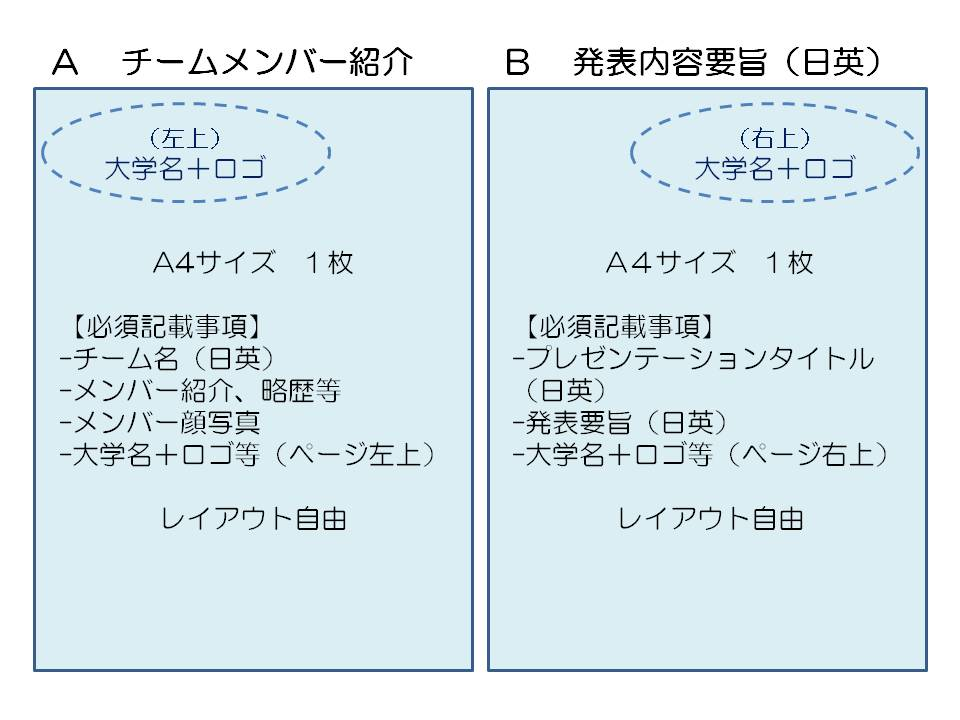 A　チームメンバー紹介
（左上）
大学名＋ロゴ
A4サイズ　１枚
【必須記載事項】
-チーム名（日英）
-メンバー紹介、略歴等
-メンバー顔写真
-大学名＋ロゴ等（ページ左上）
レイアウト自由
B　発表内容要旨（日英）
（右上）
大学名＋ロゴ
A４サイズ　１枚
【必須記載事項】
-プレゼンテーションタイトル
（日英）
-発表要旨（日英）
-大学名＋ロゴ等（ページ右上）
レイアウト自由